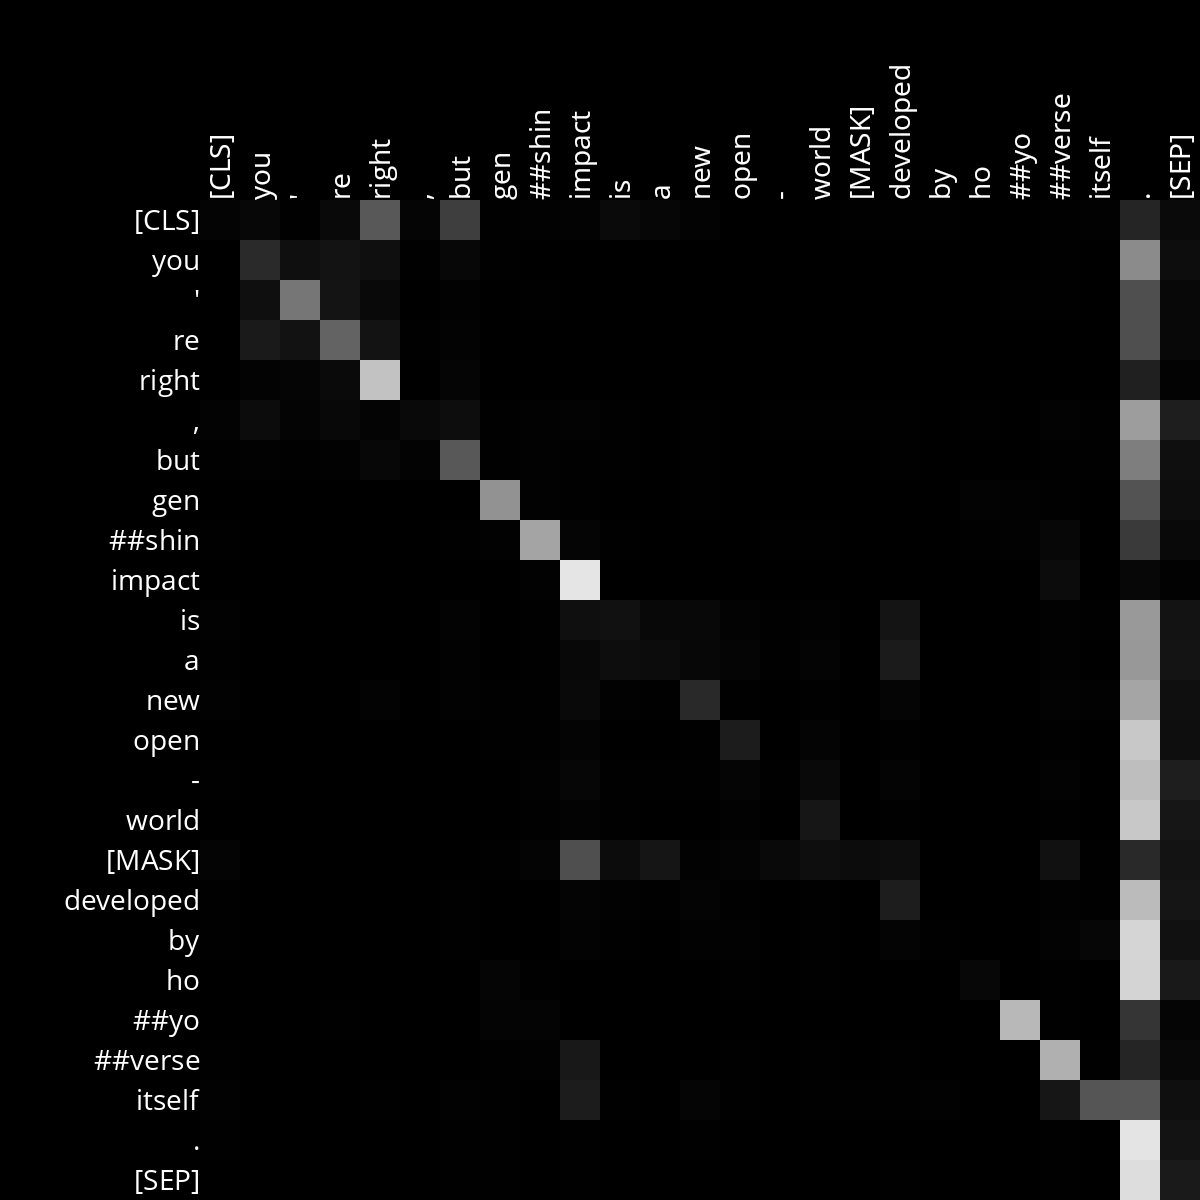 [CLS] you ' re right , but gen ##shin impact is a new open - world [MASK] developed by ho ##yo ##verse itself . [SEP]
[CLS]
you
'
re
right
,
but
gen
##shin
impact
is
a
new
open
-
world
[MASK]
developed
by
ho
##yo
##verse
itself
.
[SEP]